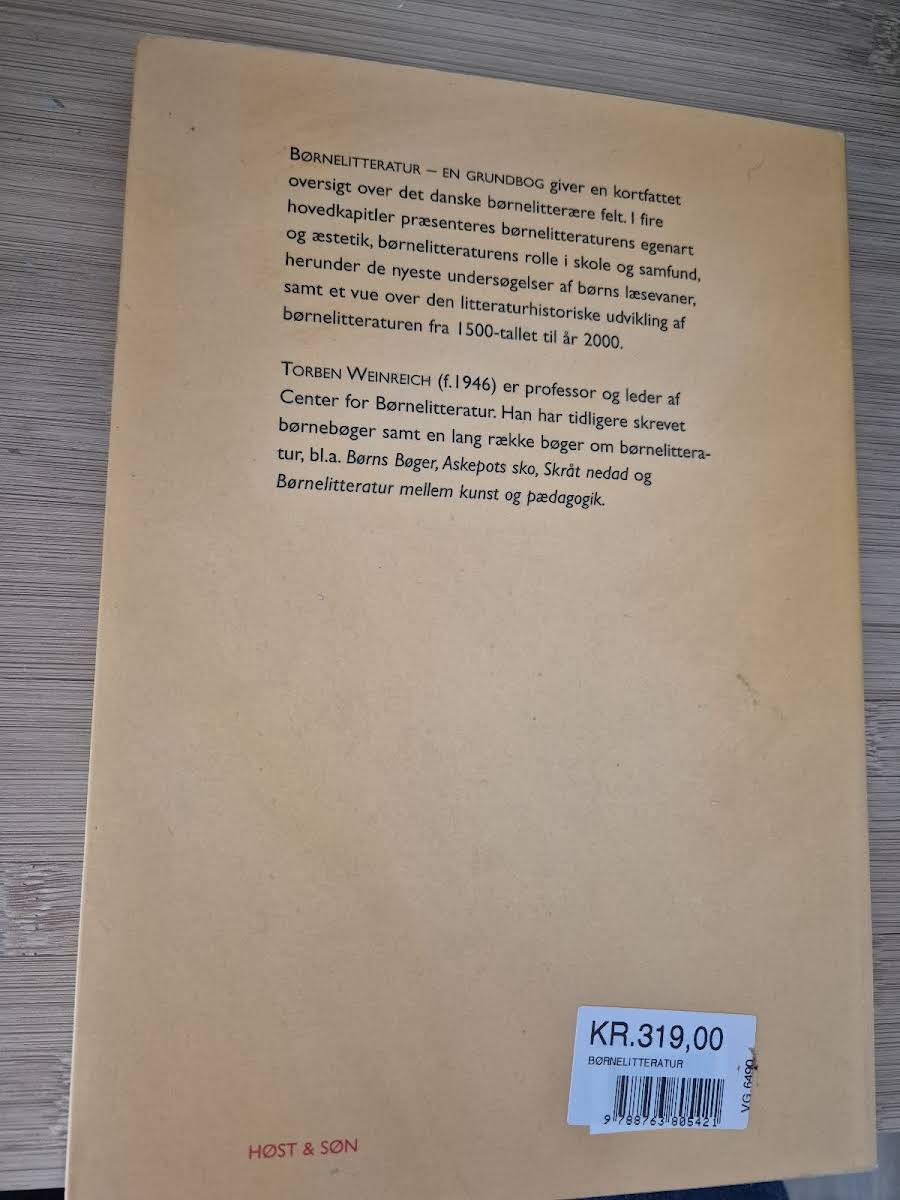 BØRNELITTERATUR – EN GRUNDBOG giver en kortfattet
oversigt over det danske børnelitterære felt. I fire
hovedkapitler præsenteres børnelitteraturens egenart
og æstetik, børnelitteraturens rolle i skole og samfund,
herunder de nyeste undersøgelser af børns læsevaner,
samt et vue over den litteraturhistoriske udvikling af
børnelitteraturen fra 1500-tallet til år 2000.
TORBEN WEINREICH (f.1946) er professor og leder af
Center for Børnelitteratur. Han har tidligere skrevet
børnebøger samt en lang række bøger om børnelittera-
tur, bl.a. Børns Bøger, Askepots sko, Skråt nedad og
Børnelitteratur mellem kunst og pædagogik.
KR.319,00
BØRNELITTERATUR
9 788763 805421
VG 6490
HØST & SØN